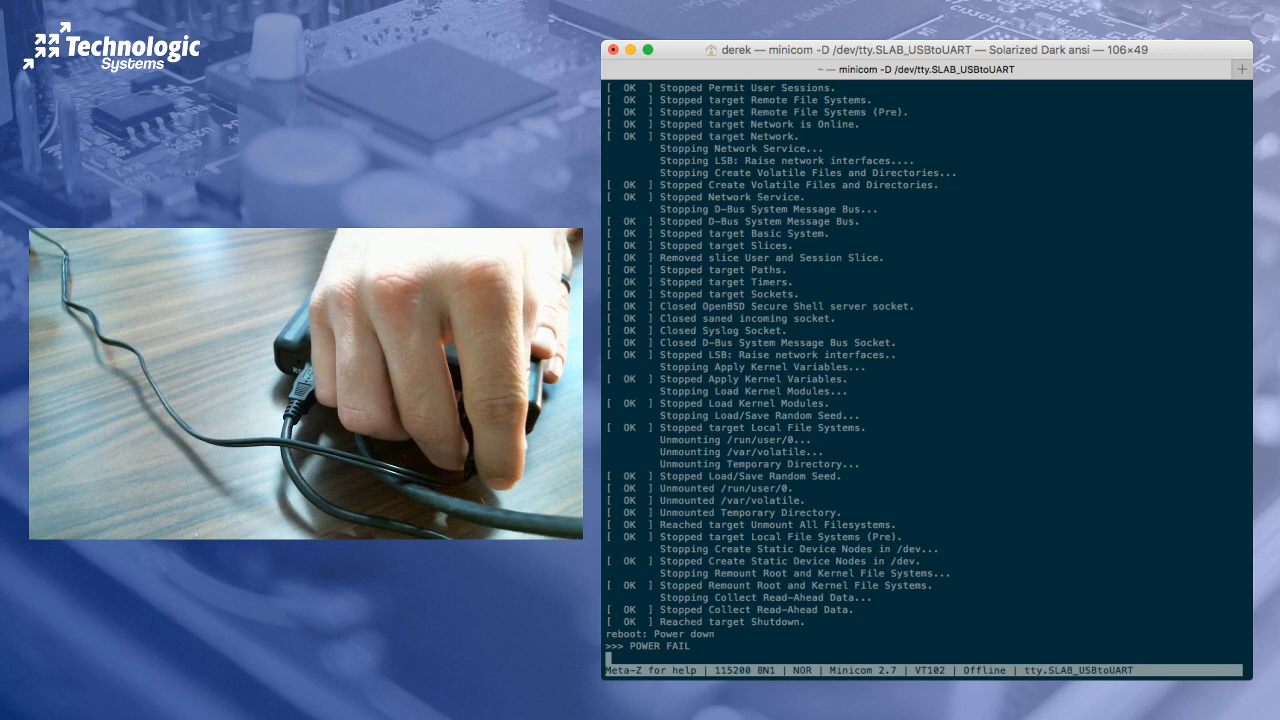 Technologic
Systems
derek — minicom -D /dev/tty.SLAB_USBtoUART — Solarized Dark ansi — 106×49
~ — minicom -D /dev/tty.SLAB_USBtoUART
+
[  OK  ] Stopped Permit User Sessions.
[  OK  ] Stopped target Remote File Systems.
[  OK  ] Stopped target Remote File Systems (Pre).
[  OK  ] Stopped target Network is Online.
[  OK  ] Stopped target Network.
Stopping Network Service...
Stopping LSB: Raise network interfaces....
Stopping Create Volatile Files and Directories...
[  OK  ] Stopped Create Volatile Files and Directories.
[  OK  ] Stopped Network Service.
Stopping D-Bus System Message Bus...
[  OK  ] Stopped D-Bus System Message Bus.
[  OK  ] Stopped target Basic System.
[  OK  ] Stopped target Slices.
[  OK  ] Removed slice User and Session Slice.
[  OK  ] Stopped target Paths.
[  OK  ] Stopped target Timers.
[  OK  ] Stopped target Sockets.
[  OK  ] Closed OpenBSD Secure Shell server socket.
[  OK  ] Closed saned incoming socket.
[  OK  ] Closed Syslog Socket.
[  OK  ] Closed D-Bus System Message Bus Socket.
[  OK  ] Stopped LSB: Raise network interfaces..
Stopping Apply Kernel Variables...
[  OK  ] Stopped Apply Kernel Variables.
Stopping Load Kernel Modules...
[  OK  ] Stopped Load Kernel Modules.
Stopping Load/Save Random Seed...
[  OK  ] Stopped target Local File Systems.
Unmounting /run/user/0...
Unmounting /var/volatile...
Unmounting Temporary Directory...
[  OK  ] Stopped Load/Save Random Seed.
[  OK  ] Unmounted /run/user/0.
[  OK  ] Unmounted /var/volatile.
[  OK  ] Unmounted Temporary Directory.
[  OK  ] Reached target Unmount All Filesystems.
[  OK  ] Stopped target Local File Systems (Pre).
Stopping Create Static Device Nodes in /dev...
[  OK  ] Stopped Create Static Device Nodes in /dev.
Stopping Remount Root and Kernel File Systems...
[  OK  ] Stopped Remount Root and Kernel File Systems.
Stopping Collect Read-Ahead Data...
[  OK  ] Stopped Collect Read-Ahead Data.
[  OK  ] Reached target Shutdown.
reboot: Power down
>>> POWER FAIL
Meta-Z for help | 115200 8N1 | NOR | Minicom 2.7 | VT102 | Offline | tty.SLAB_USBtoUART